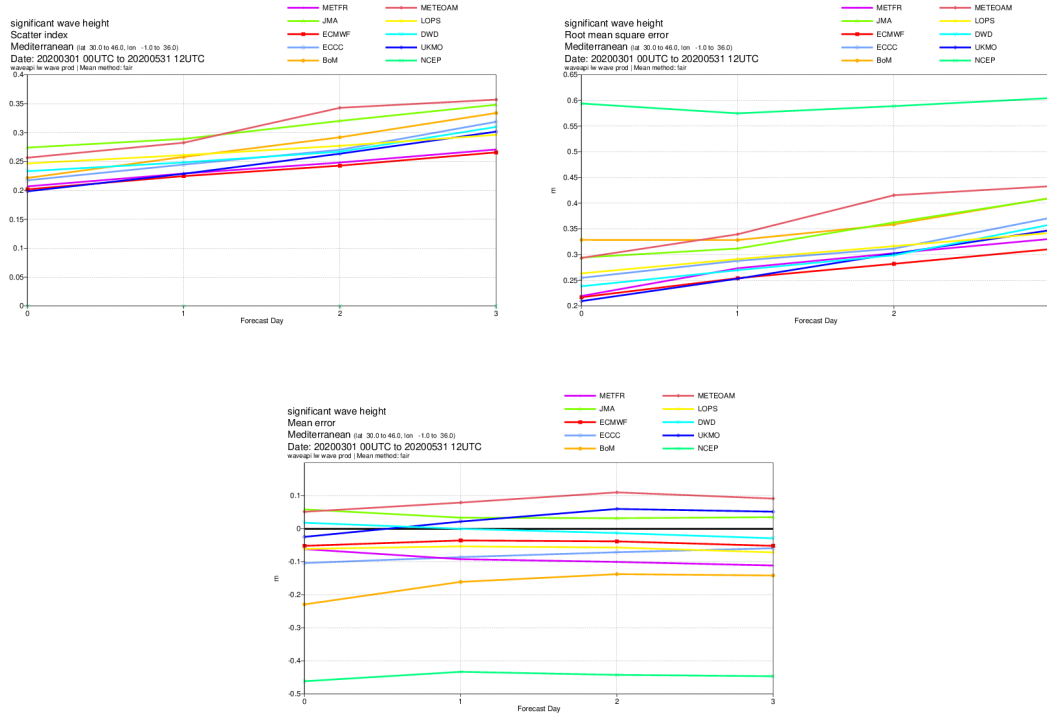 significant wave height
Scatter index
Mediterranean (lat 30.0 to 46.0, lon -1.0 to 36.0)
Date: 20200301 00UTC to 20200531 12UTC
waveapi lw wave prod | Mean method: fair
METFR
JMA
ECMWF
ECCC
BoM
METEOAM
LOPS
DWD
UKMO
NCEP
0.4
0.35
0.3
0.25
0.2
0.15
0.1
0.05
0
0 1 2 3
Forecast Day
significant wave height
Root mean square error
Mediterranean (lat 30.0 to 46.0, lon -1.0 to 36.0)
Date: 20200301 00UTC to 20200531 12UTC
waveapi lw wave prod | Mean method: fair
METFR
JMA
ECMWF
ECCC
BoM
METEOAM
LOPS
DWD
UKMO
NCEP
0.65
0.6
0.55
0.5
0.45
0.4
0.35
0.3
0.25
0.2
m
0 1 2
Forecast Day
significant wave height
Mean error
Mediterranean (lat 30.0 to 46.0, lon -1.0 to 36.0)
Date: 20200301 00UTC to 20200531 12UTC
waveapi lw wave prod | Mean method: fair
METFR
JMA
ECMWF
ECCC
BoM
METEOAM
LOPS
DWD
UKMO
NCEP
0.1
0
-0.1
-0.2
-0.3
-0.4
-0.5
m
0 1 2 3
Forecast Day